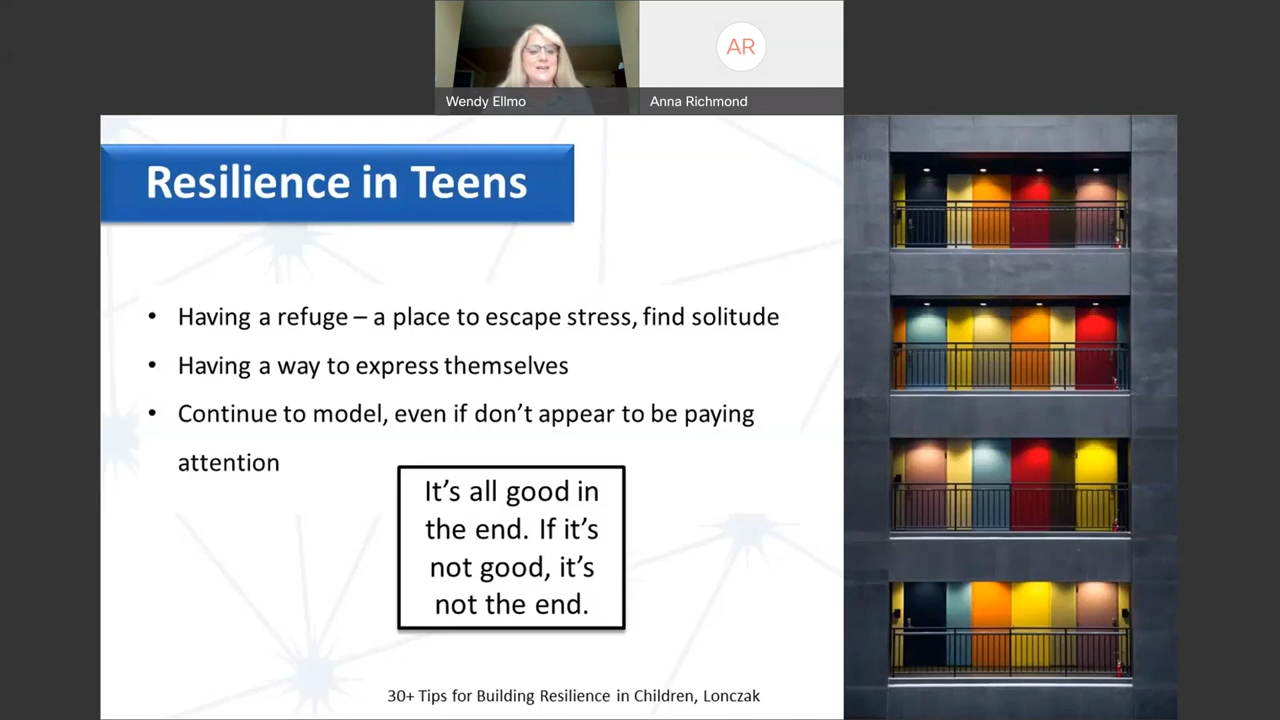 AR
Wendy Ellmo
Anna Richmond
Resilience in Teens
• Having a refuge – a place to escape stress, find solitude
• Having a way to express themselves
• Continue to model, even if don’t appear to be paying
attention
It’s all good in
the end. If it’s
not good, it’s
not the end.
30+ Tips for Building Resilience in Children, Lonczak